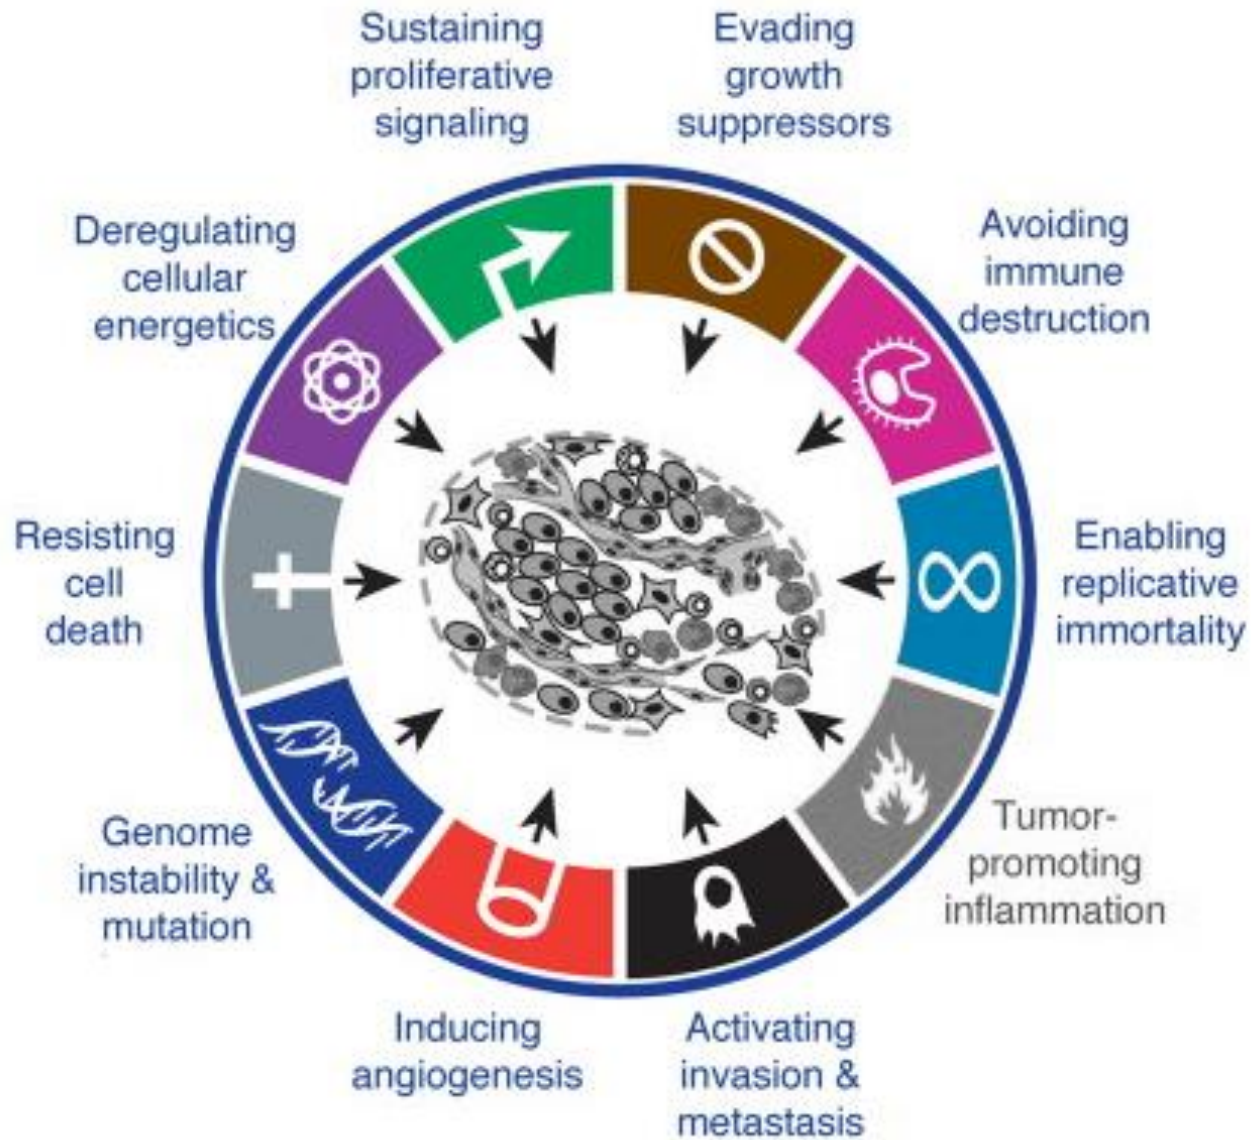 Sustaining
proliferative
signaling
Evading
growth
suppressors
Avoiding
immune
destruction
Enabling
replicative
immortality
Tumor-
promoting
inflammation
Activating
invasion &
metastasis
Inducing
angiogenesis
Genome
instability &
mutation
Resisting
cell
death
Deregulating
cellular
energetics